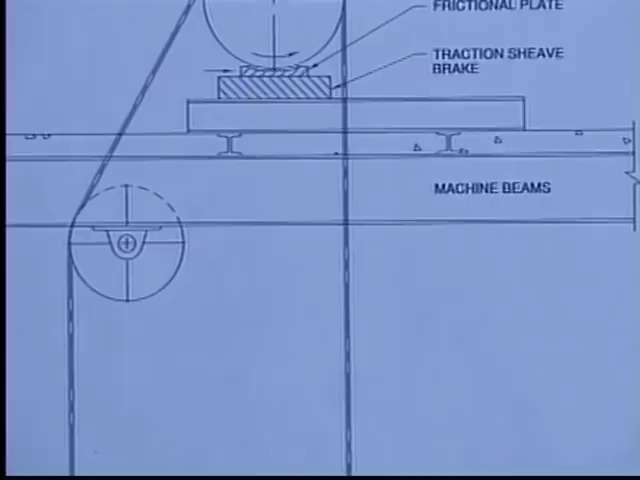 FRICTIONAL PLATE
TRACTION SHEAVE
BRAKE
MACHINE BEAMS